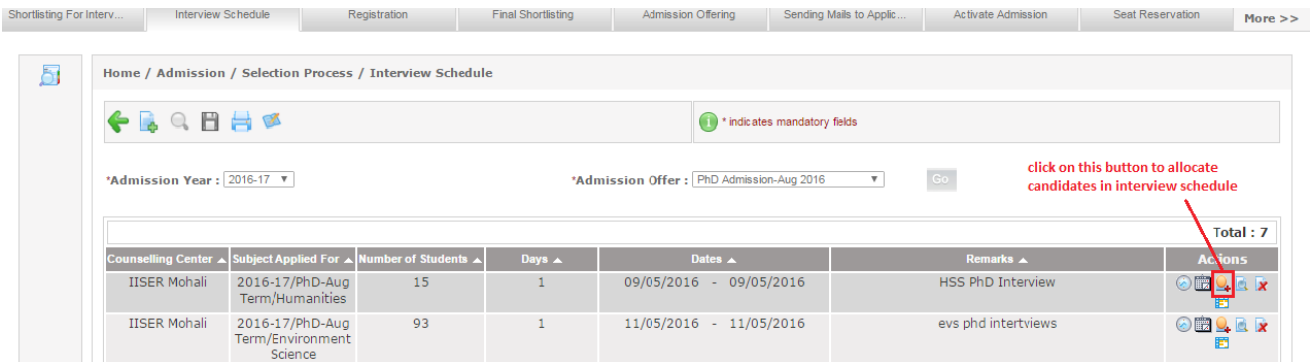 Shortlisting For Interv... Interview Schedule Registration Final Shortlisting Admission Offering Sending Mails to Applic... Activate Admission Seat Reservation More >>
Home / Admission / Selection Process / Interview Schedule
* indicates mandatory fields
click on this button to allocate
candidates in interview schedule
*Admission Year : 2016-17 *Admission Offer : PhD Admission-Aug 2016 Go
Total : 7
Counselling Center Subject Applied For Number of Students Days Dates Remarks Actions
IISER Mohali 2016-17/PhD-Aug 15 1 09/05/2016 - 09/05/2016 HSS PhD Interview
Term/Humanities
IISER Mohali 2016-17/PhD-Aug 93 1 11/05/2016 - 11/05/2016 evs phd intertviews
Term/Environment
Science